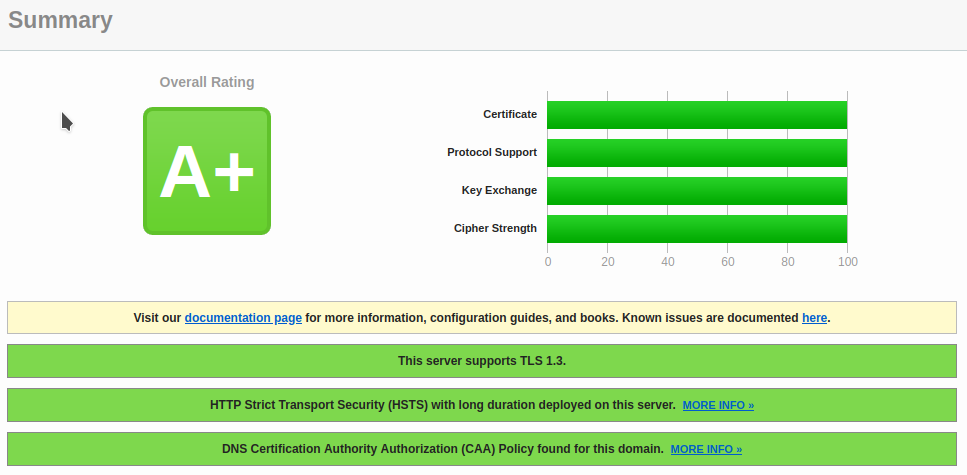 Summary
Overall Rating
A+
Certificate
Protocol Support
Key Exchange
Cipher Strength
0 20 40 60 80 100
Visit our documentation page for more information, configuration guides, and books. Known issues are documented here.
This server supports TLS 1.3.
HTTP Strict Transport Security (HSTS) with long duration deployed on this server. MORE INFO »
DNS Certification Authority Authorization (CAA) Policy found for this domain. MORE INFO »